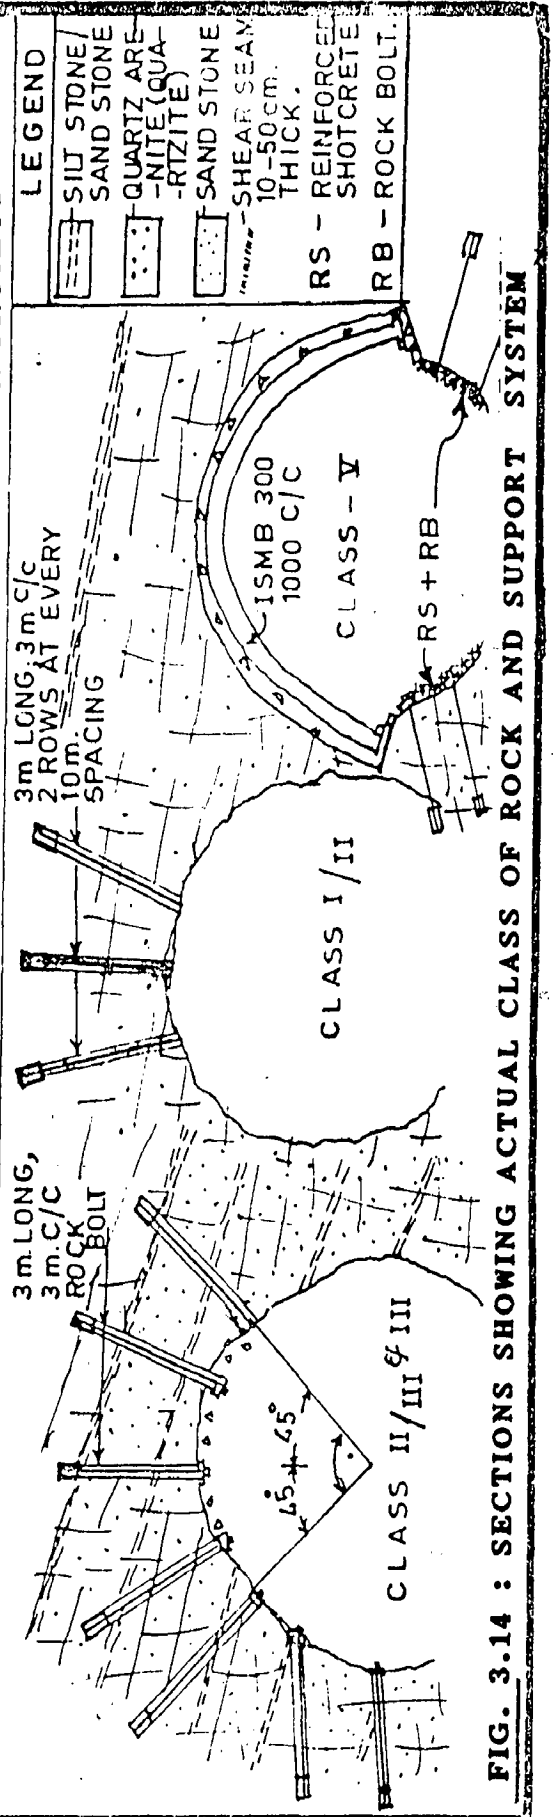 3m LONG,
3m. C/C
ROCK
BOLT
3m LONG, 3m c/c
2 ROWS AT EVERY
10m.
SPACING
45° 45°
CLASS II/III & III
CLASS I/II
ISMB 300
1000 C/C
CLASS-V
RS+RB
LEGEND
SILT STONE/
SAND STONE
QUARTZ ARE-
-NITE (QUA-
-RTZITE)
SAND STONE
SHEAR SEAM
10-50cm.
THICK.
RS - REINFORCED
SHOTCRETE
RB - ROCK BOLT.
FIG. 3.14 : SECTIONS SHOWING ACTUAL CLASS OF ROCK AND SUPPORT SYSTEM